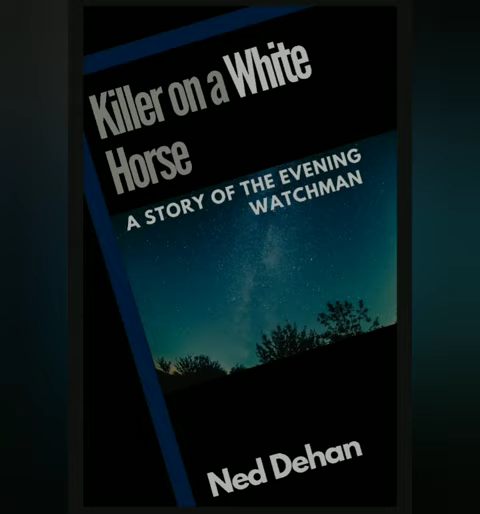 Killer on a White
Horse
A STORY OF THE EVENING
WATCHMAN
Ned Dehan